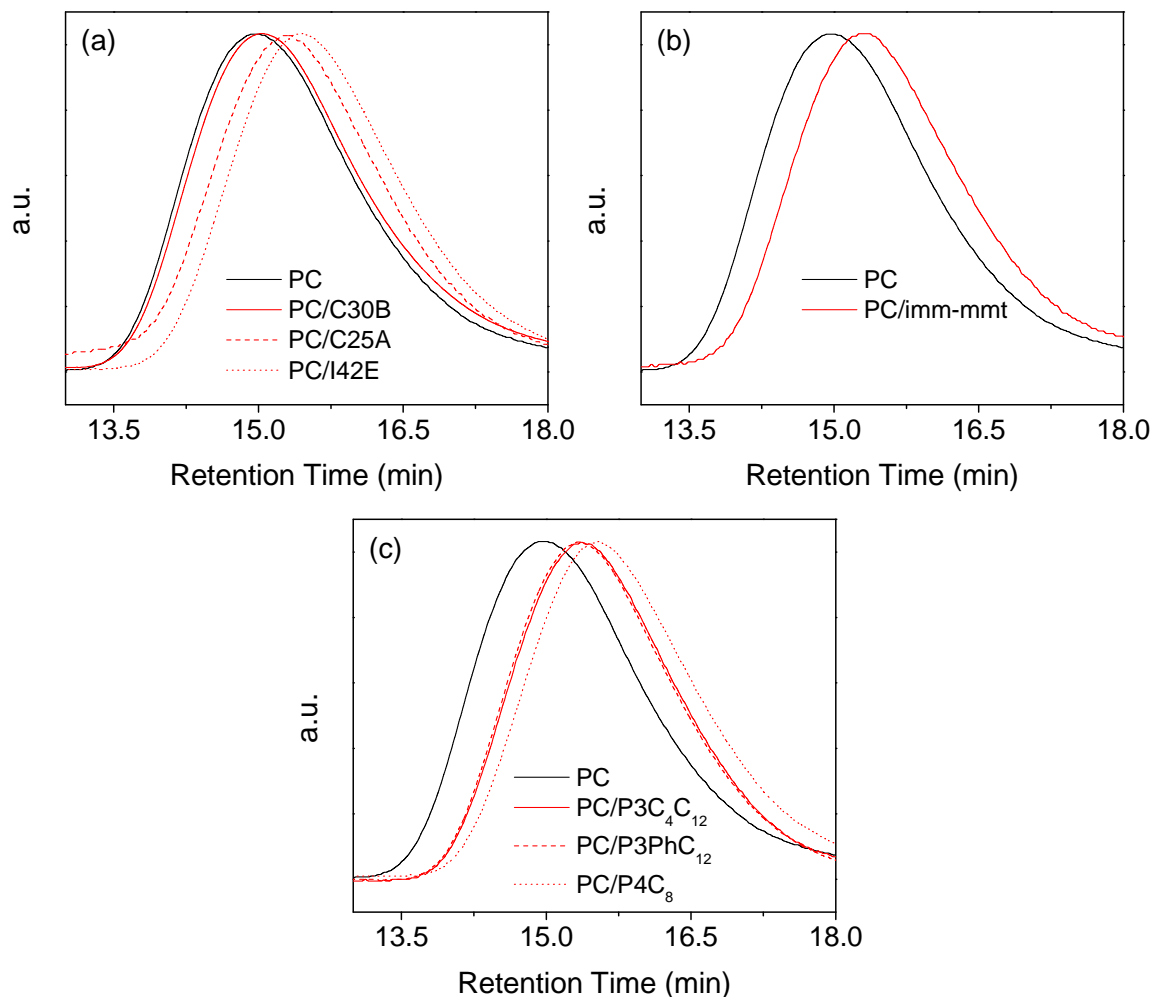 (a)
a.u.
PC
PC/C30B
PC/C25A
PC/I42E
13.5 15.0 16.5 18.0
Retention Time (min)
(b)
a.u.
PC
PC/imm-mmt
13.5 15.0 16.5 18.0
Retention Time (min)
(c)
a.u.
PC
PC/P3C₄C₁₂
PC/P3PhC₁₂
PC/P4C₈
13.5 15.0 16.5 18.0
Retention Time (min)